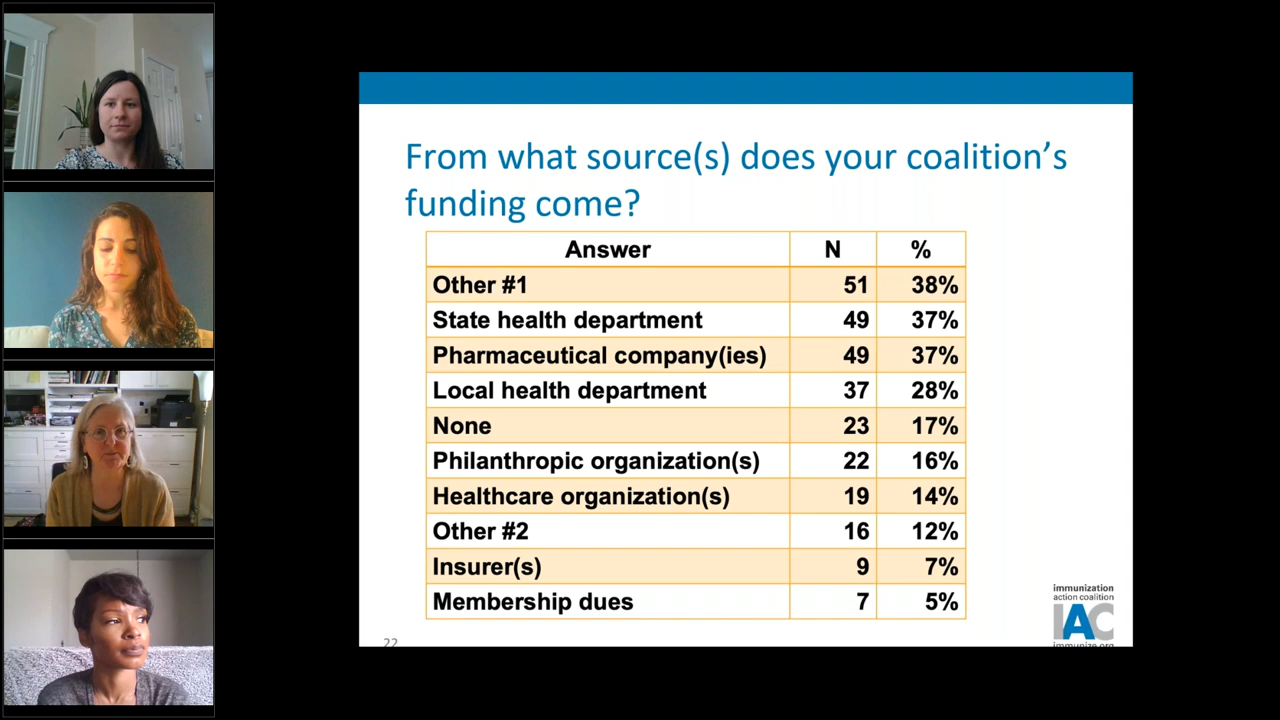 From what source(s) does your coalition’s
funding come?
Answer N %
Other #1 51 38%
State health department 49 37%
Pharmaceutical company(ies) 49 37%
Local health department 37 28%
None 23 17%
Philanthropic organization(s) 22 16%
Healthcare organization(s) 19 14%
Other #2 16 12%
Insurer(s) 9 7%
Membership dues 7 5%
22
immunization
action coalition
IAC
immunize.org